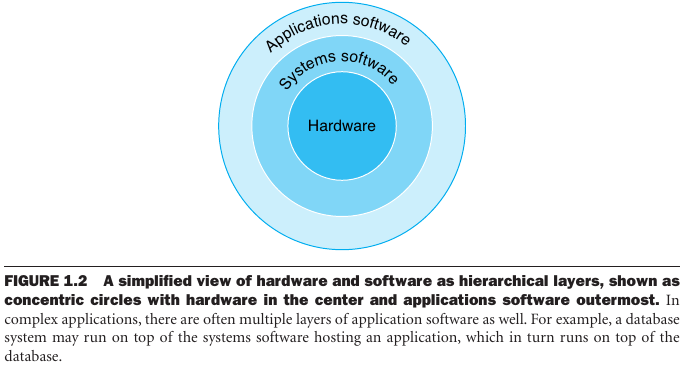 Applications software
Systems software
Hardware
FIGURE 1.2 A simplified view of hardware and software as hierarchical layers, shown as
concentric circles with hardware in the center and applications software outermost. In
complex applications, there are often multiple layers of application software as well. For example, a database
system may run on top of the systems software hosting an application, which in turn runs on top of the
database.